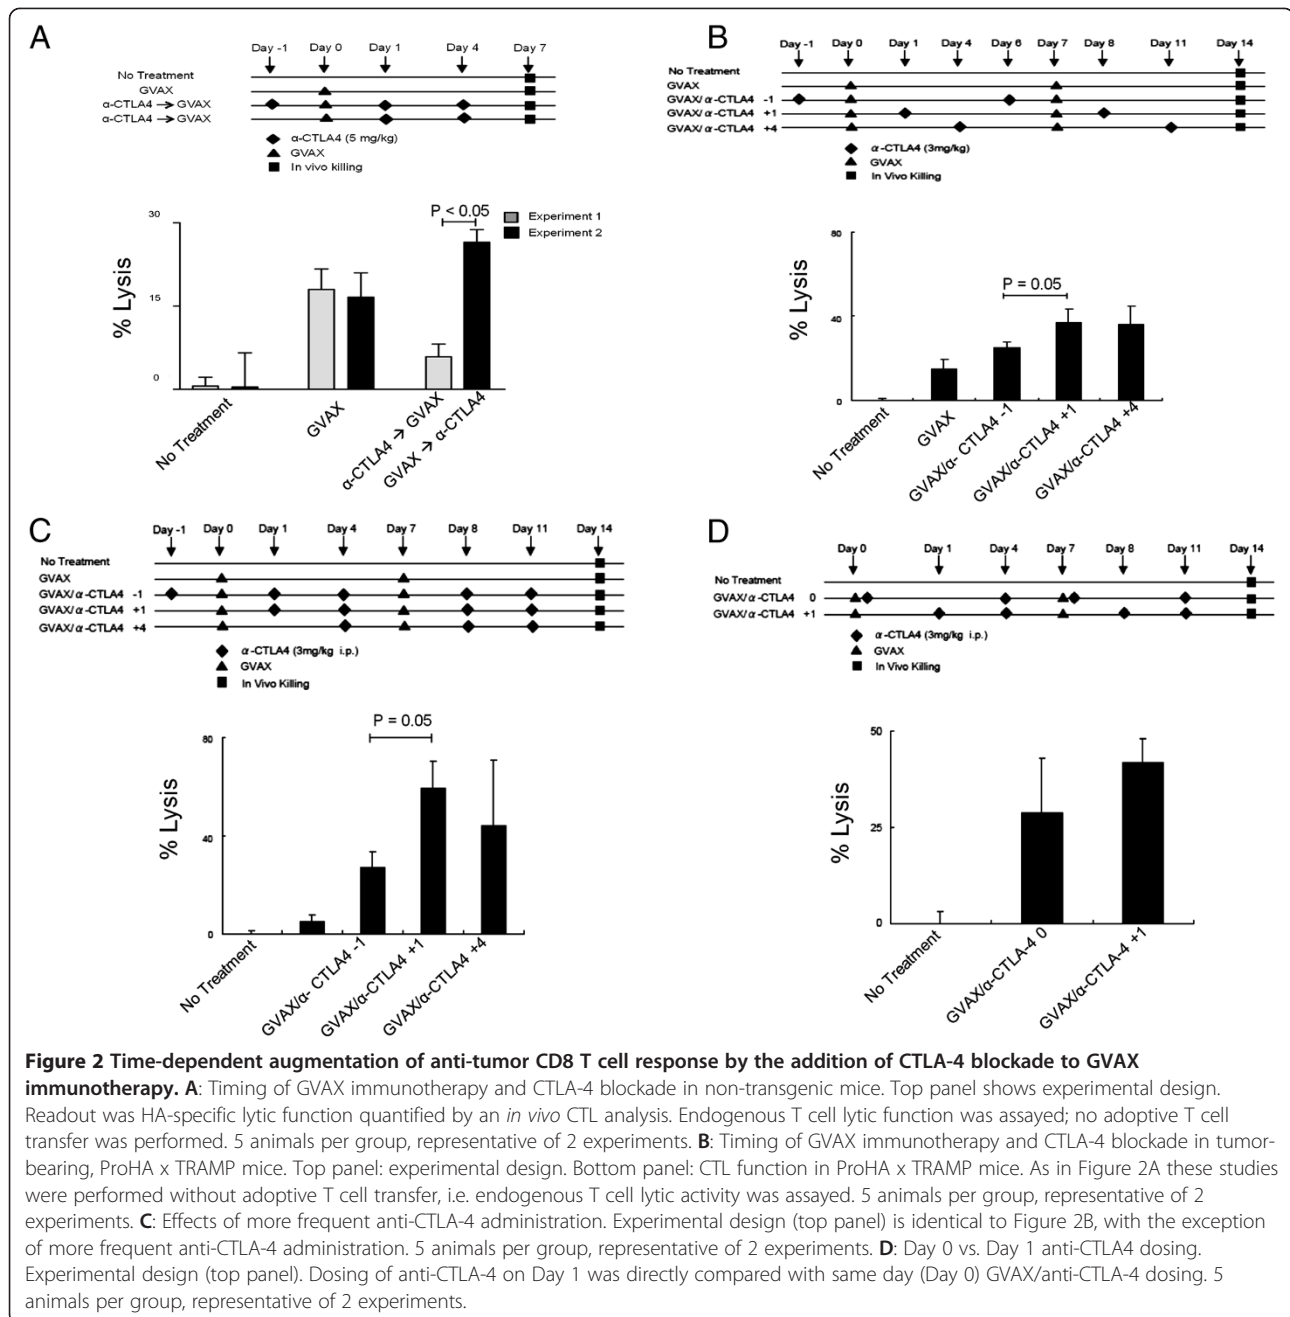 A
Day -1 Day 0 Day 1 Day 4 Day 7
No Treatment
GVAX
α-CTLA4 → GVAX
α-CTLA4 → GVAX
α-CTLA4 (5 mg/kg)
GVAX
In vivo killing
30
15
0
% Lysis
P < 0.05
Experiment 1
Experiment 2
No Treatment
GVAX
α-CTLA4 → GVAX
GVAX → α-CTLA4
B
Day -1 Day 0 Day 1 Day 4 Day 6 Day 7 Day 8 Day 11 Day 14
No Treatment
GVAX
GVAX/α-CTLA4 -1
GVAX/α-CTLA4 +1
GVAX/α-CTLA4 +4
α-CTLA4 (3mg/kg)
GVAX
In Vivo Killing
80
40
0
% Lysis
P = 0.05
No Treatment
GVAX
GVAX/α- CTLA4 -1
GVAX/α-CTLA4 +1
GVAX/α-CTLA4 +4
C
Day -1 Day 0 Day 1 Day 4 Day 7 Day 8 Day 11 Day 14
No Treatment
GVAX
GVAX/α-CTLA4 -1
GVAX/α-CTLA4 +1
GVAX/α-CTLA4 +4
α-CTLA4 (3mg/kg i.p.)
GVAX
In Vivo Killing
80
40
0
% Lysis
P = 0.05
No Treatment
GVAX/α- CTLA4 -1
GVAX/α-CTLA4 +1
GVAX/α-CTLA4 +4
D
Day 0 Day 1 Day 4 Day 7 Day 8 Day 11 Day 14
No Treatment
GVAX/α-CTLA4 0
GVAX/α-CTLA4 +1
α-CTLA4 (3mg/kg i.p.)
GVAX
In Vivo Killing
50
25
0
% Lysis
No Treatment
GVAX/α-CTLA-4 0
GVAX/α-CTLA-4 +1
Figure 2 Time-dependent augmentation of anti-tumor CD8 T cell response by the addition of CTLA-4 blockade to GVAX
immunotherapy. A: Timing of GVAX immunotherapy and CTLA-4 blockade in non-transgenic mice. Top panel shows experimental design.
Readout was HA-specific lytic function quantified by an in vivo CTL analysis. Endogenous T cell lytic function was assayed; no adoptive T cell
transfer was performed. 5 animals per group, representative of 2 experiments. B: Timing of GVAX immunotherapy and CTLA-4 blockade in tumor-
bearing, ProHA x TRAMP mice. Top panel: experimental design. Bottom panel: CTL function in ProHA x TRAMP mice. As in Figure 2A these studies
were performed without adoptive T cell transfer, i.e. endogenous T cell lytic activity was assayed. 5 animals per group, representative of 2
experiments. C: Effects of more frequent anti-CTLA-4 administration. Experimental design (top panel) is identical to Figure 2B, with the exception
of more frequent anti-CTLA-4 administration. 5 animals per group, representative of 2 experiments. D: Day 0 vs. Day 1 anti-CTLA4 dosing.
Experimental design (top panel). Dosing of anti-CTLA-4 on Day 1 was directly compared with same day (Day 0) GVAX/anti-CTLA-4 dosing. 5
animals per group, representative of 2 experiments.